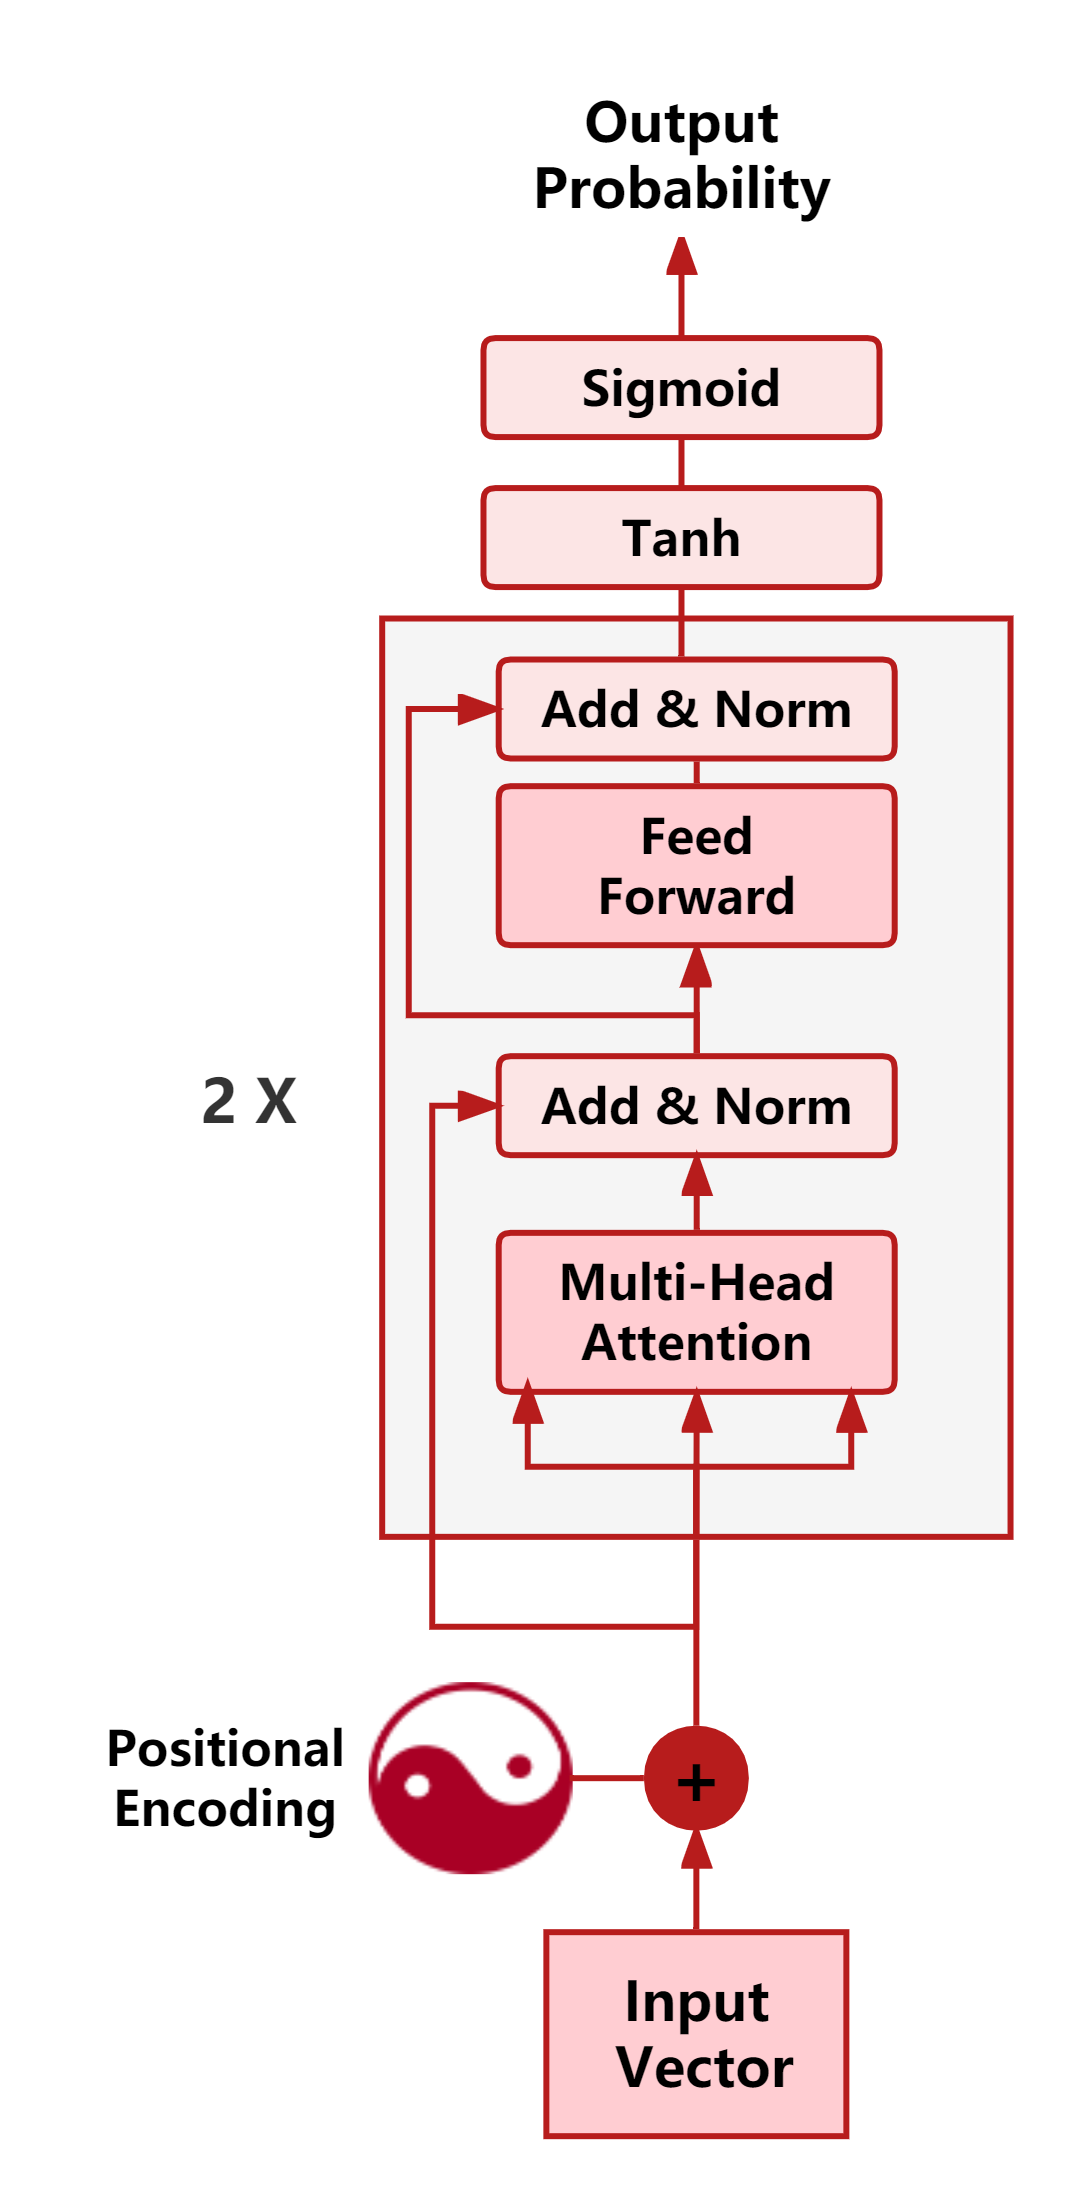 Output
Probability
Sigmoid
Tanh
Add & Norm
Feed
Forward
Add & Norm
2 X
Multi-Head
Attention
Positional
Encoding
+
Input
Vector